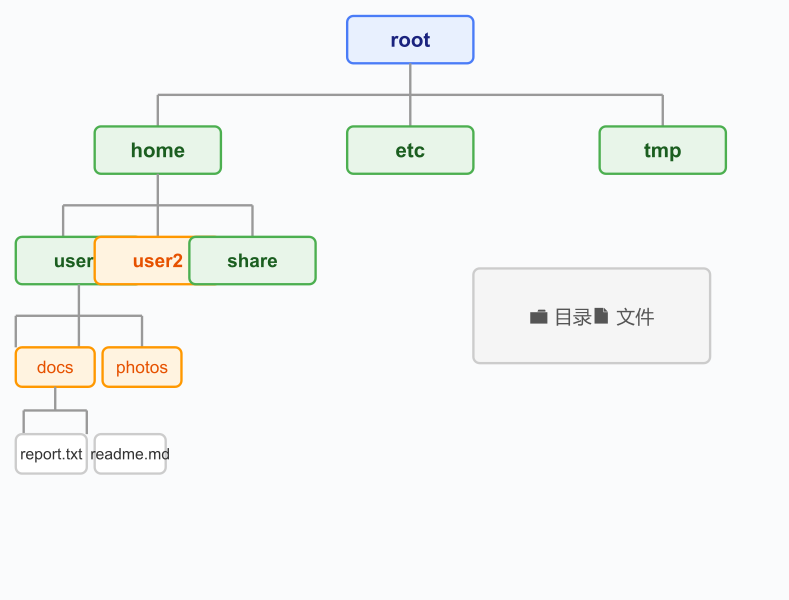 root
home
etc
tmp
user
user2
share
目录 文件
docs
photos
report.txt
readme.md